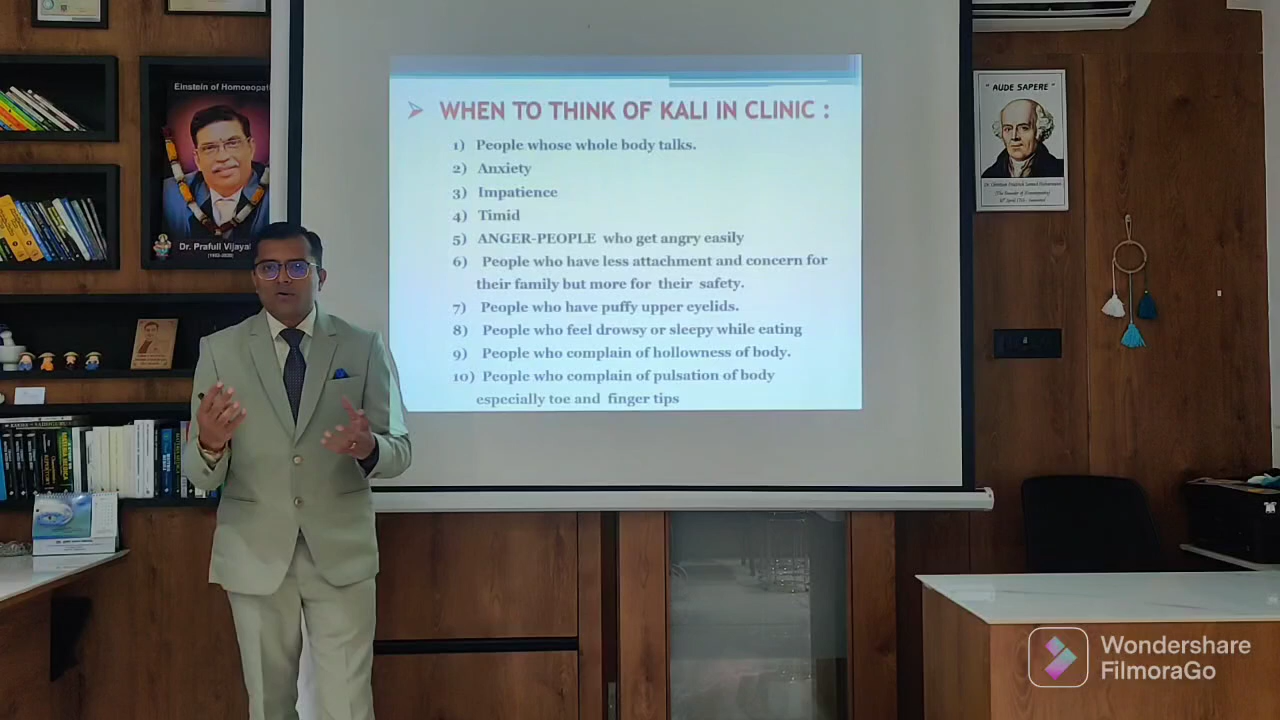 WHEN TO THINK OF KALI IN CLINIC :
1) People whose whole body talks.
2) Anxiety
3) Impatience
4) Timid
5) ANGER-PEOPLE who get angry easily
6) People who have less attachment and concern for
their family but more for their safety.
7) People who have puffy upper eyelids.
8) People who feel drowsy or sleepy while eating
9) People who complain of hollowness of body.
10) People who complain of pulsation of body
especially toe and finger tips
Einstein of Homoeopat
Dr. Prafull Vijaya
" AUDE SAPERE "
Wondershare
FilmoraGo